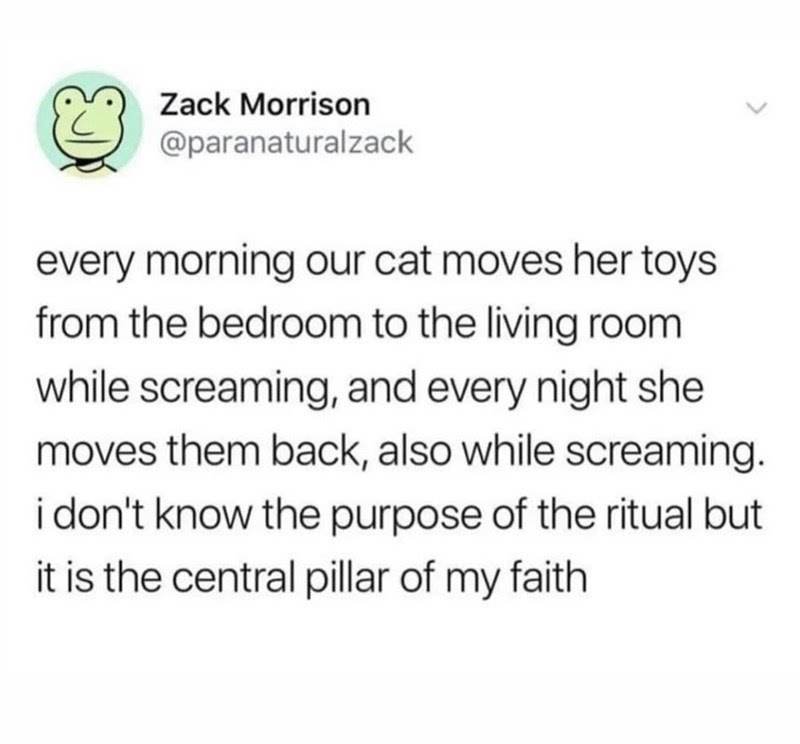 Zack Morrison
@paranaturalzack
every morning our cat moves her toys
from the bedroom to the living room
while screaming, and every night she
moves them back, also while screaming.
i don't know the purpose of the ritual but
it is the central pillar of my faith